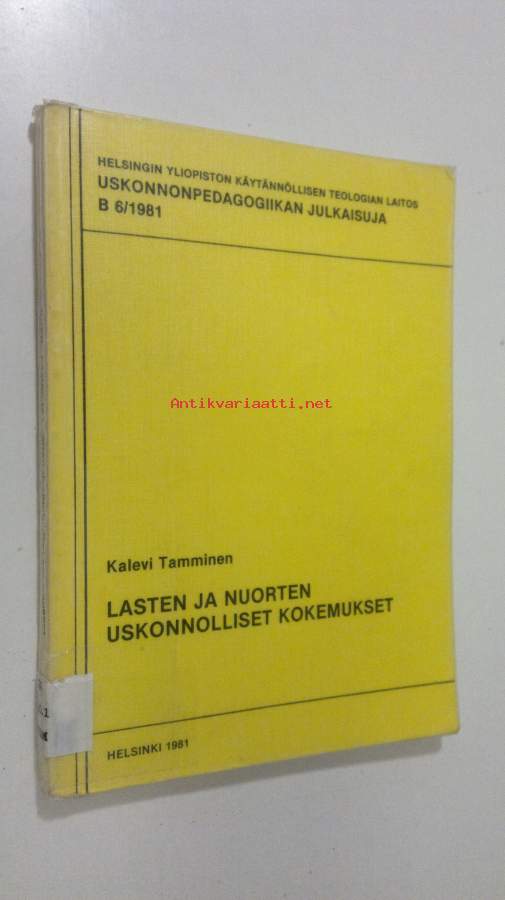 HELSINGIN YLIOPISTON KÄYTÄNNÖLLISEN TEOLOGIAN LAITOS
USKONNONPEDAGOGIIKAN JULKAISUJA
B 6/1981
Antikvariaatti.net
Kalevi Tamminen
LASTEN JA NUORTEN
USKONNOLLISET KOKEMUKSET
HELSINKI 1981